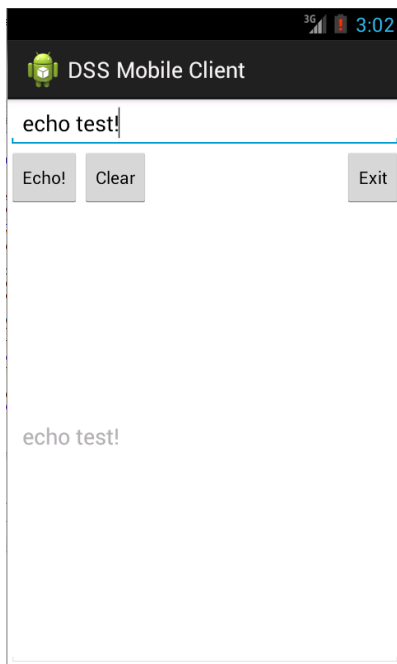 3G 3:02
DSS Mobile Client
echo test!
Echo! Clear Exit
echo test!